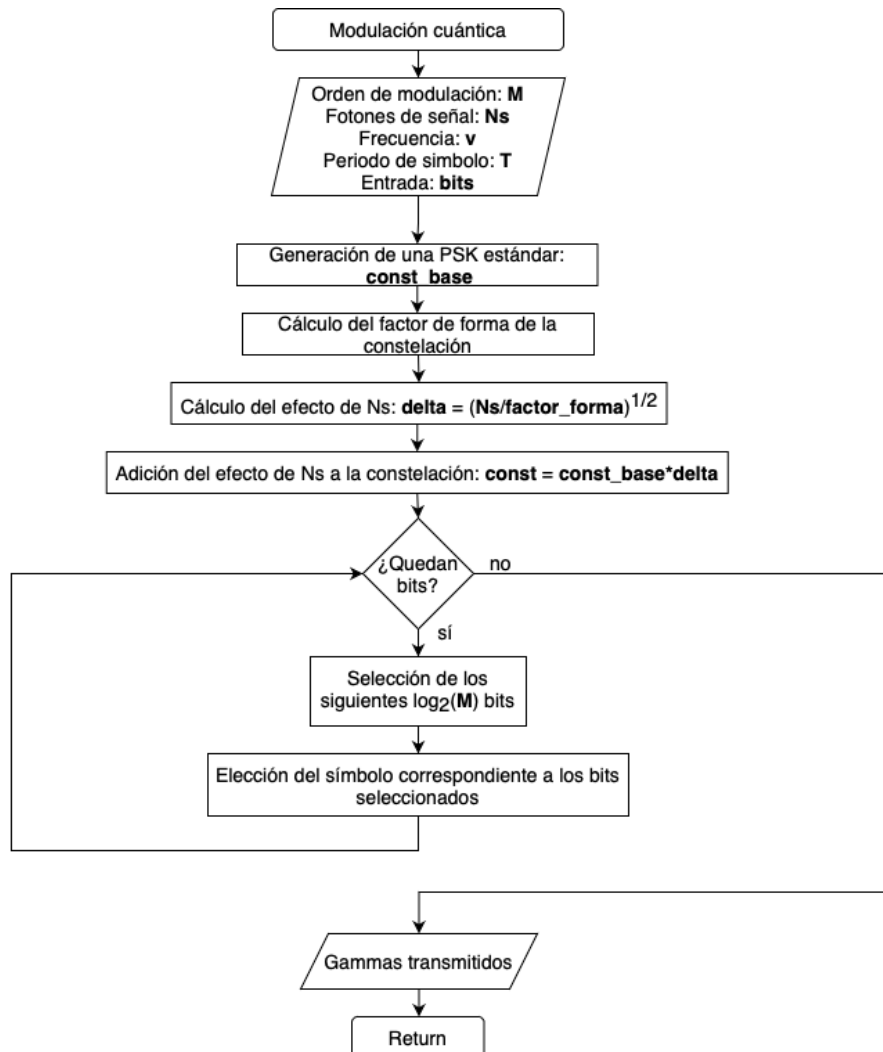 Modulación cuántica
Orden de modulación: M
Fotones de señal: Ns
Frecuencia: v
Periodo de simbolo: T
Entrada: bits
Generación de una PSK estándar:
const_base
Cálculo del factor de forma de la
constelación
Cálculo del efecto de Ns: delta = (Ns/factor_forma)^1/2
Adición del efecto de Ns a la constelación: const = const_base*delta
¿Quedan
bits?
no
sí
Selección de los
siguientes log2(M) bits
Elección del símbolo correspondiente a los bits
seleccionados
Gammas transmitidos
Return